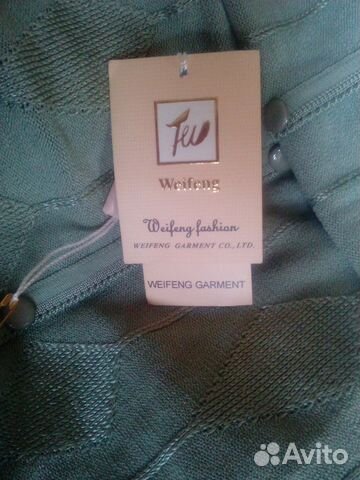 Weifeng
Weifeng fashion
WEIFENG GARMENT CO., LTD.
WEIFENG GARMENT
Avito